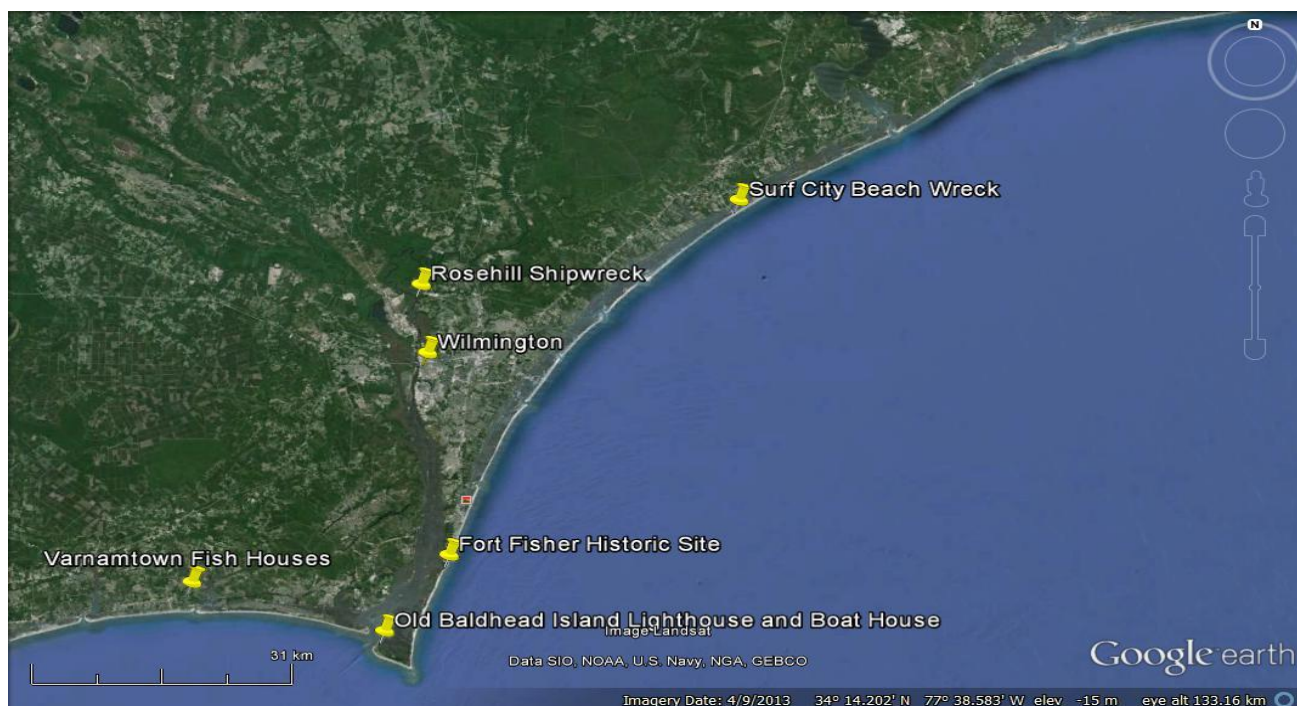 N
Surf City Beach Wreck
Rosehill Shipwreck
Wilmington
Fort Fisher Historic Site
Varnamtown Fish Houses
Old Baldhead Island Lighthouse and Boat House
Image Landsat
31 km
Data SIO, NOAA, U.S. Navy, NGA, GEBCO
Google earth
Imagery Date: 4/9/2013 34° 14.202' N 77° 38.583' W elev -15 m eye alt 133.16 km